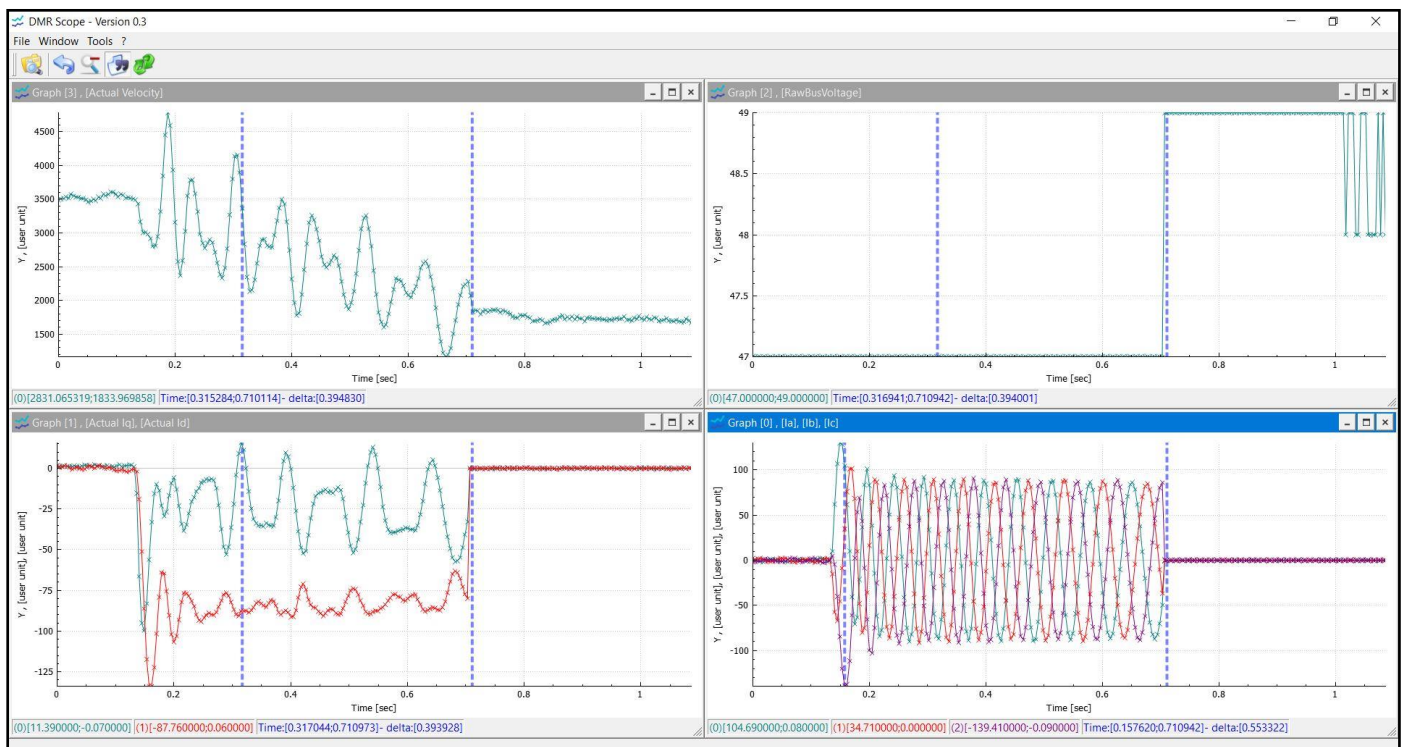 DMR Scope - Version 0.3
File Window Tools ?
Graph [3] , [Actual Velocity]
4500
4000
3500
3000
2500
2000
1500
Y , [user unit]
0 0.2 0.4 0.6 0.8 1
Time [sec]
(0)[2831.065319;1833.969858] Time:[0.315284;0.710114]- delta:[0.394830]
Graph [2] , [RawBusVoltage]
49
48.5
48
47.5
47
Y , [user unit]
0 0.2 0.4 0.6 0.8 1
Time [sec]
(0)[47.000000;49.000000] Time:[0.316941;0.710942]- delta:[0.394001]
Graph [1] , [Actual Iq], [Actual Id]
0
-25
-50
-75
-100
-125
Y , [user unit], [user unit]
0 0.2 0.4 0.6 0.8 1
Time [sec]
(0)[11.390000;-0.070000] (1)[-87.760000;0.060000] Time:[0.317044;0.710973]- delta:[0.393928]
Graph [0] , [Ia], [Ib], [Ic]
100
50
0
-50
-100
Y , [user unit], [user unit], [user unit]
0 0.2 0.4 0.6 0.8 1
Time [sec]
(0)[104.690000;0.080000] (1)[34.710000;0.000000] (2)[-139.410000;-0.090000] Time:[0.157620;0.710942]- delta:[0.553322]